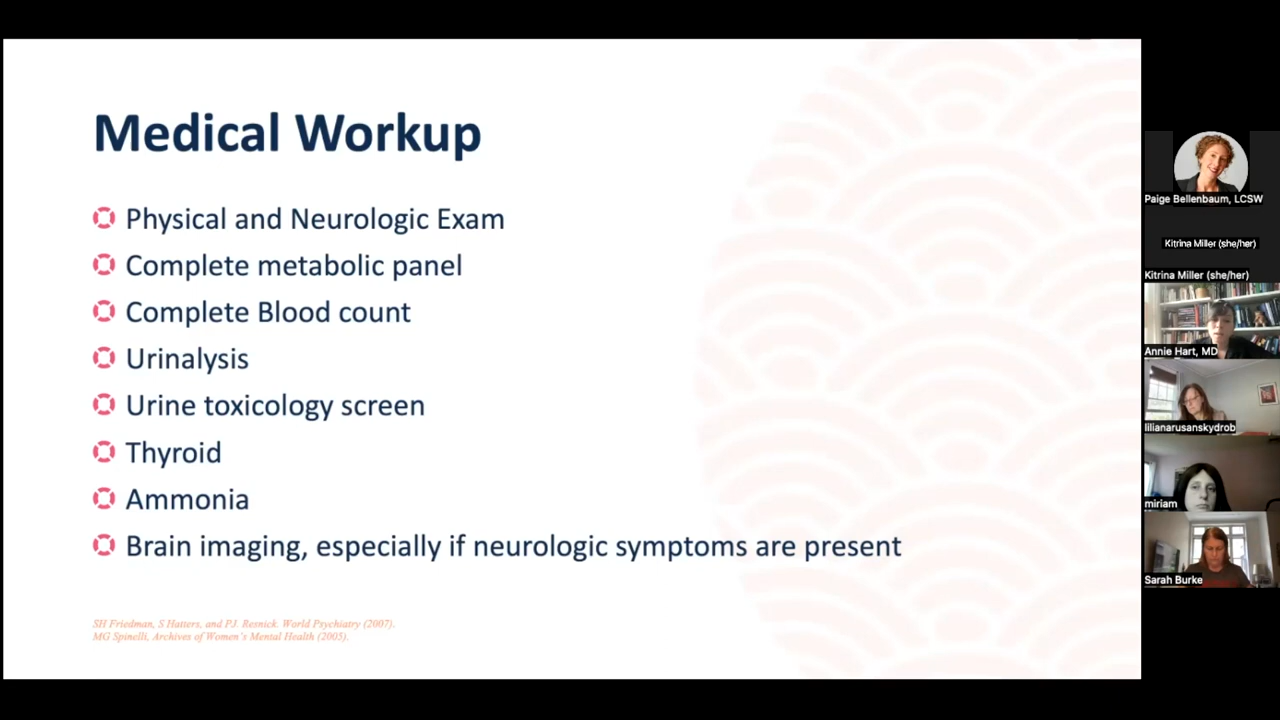 Medical Workup
Physical and Neurologic Exam
Complete metabolic panel
Complete Blood count
Urinalysis
Urine toxicology screen
Thyroid
Ammonia
Brain imaging, especially if neurologic symptoms are present
SH Friedman, S Hatters, and P.J. Resnick. World Psychiatry (2007).
MG Spinelli, Archives of Women's Mental Health (2005).
Paige Bellenbaum, LCSW
Kitrina Miller (she/her)
Kitrina Miller (she/her)
Annie Hart, MD
lilianarusanskydrob
miriam
Sarah Burke